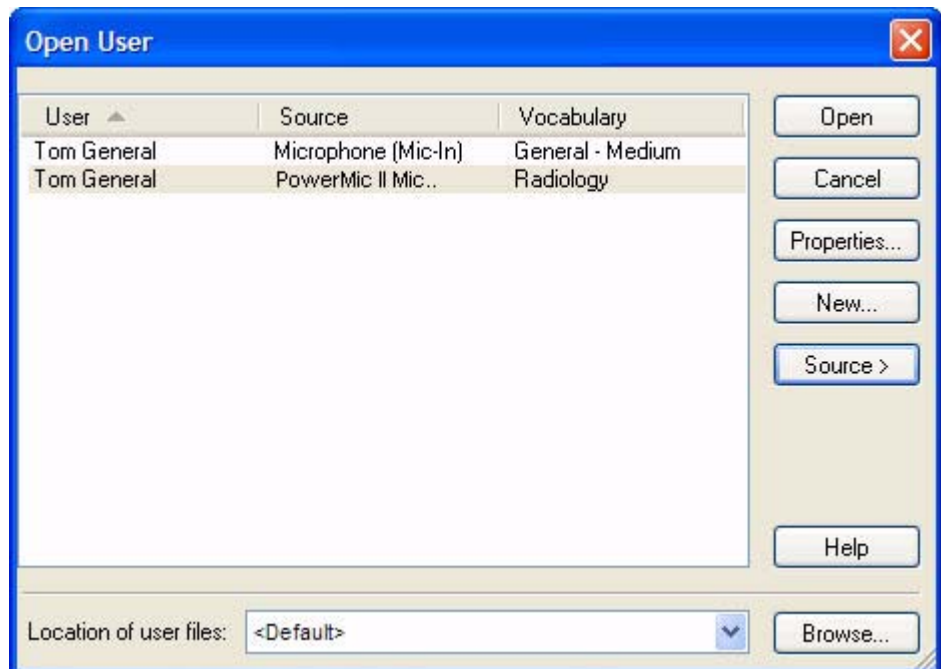 Open User
User Source Vocabulary
Tom General Microphone (Mic-In) General - Medium
Tom General PowerMic II Mic.. Radiology
Open
Cancel
Properties...
New...
Source >
Help
Location of user files: <Default> Browse...